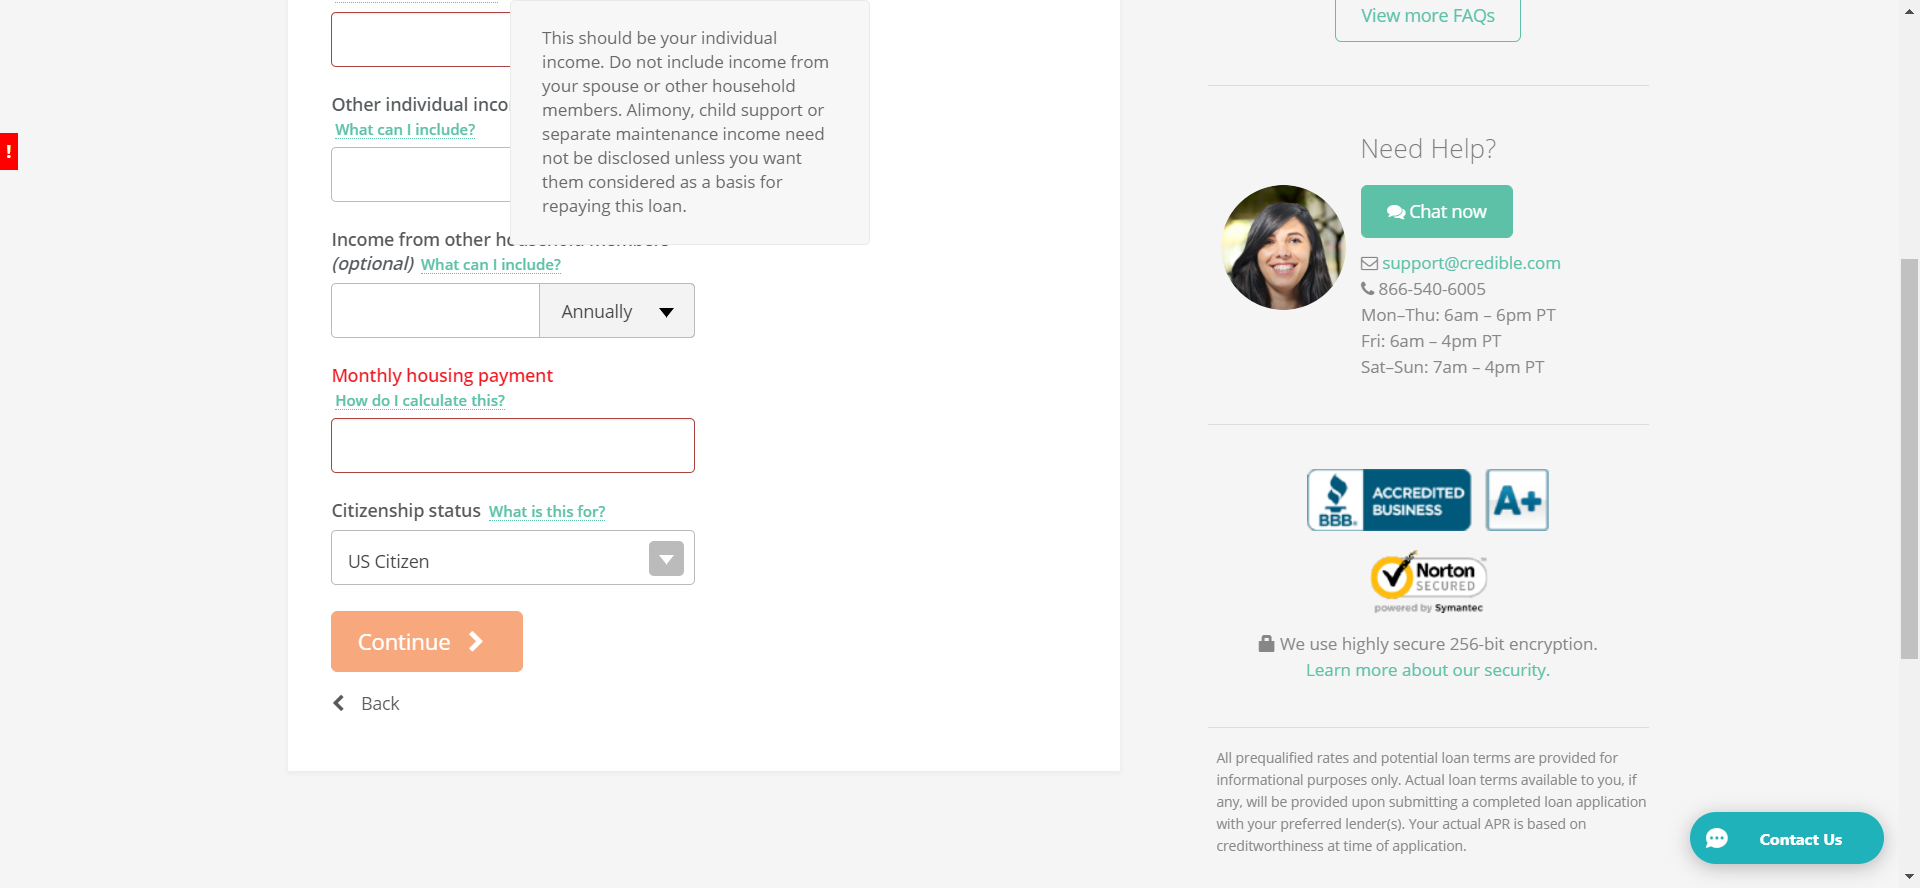 This should be your individual
income. Do not include income from
your spouse or other household
members. Alimony, child support or
separate maintenance income need
not be disclosed unless you want
them considered as a basis for
repaying this loan.
Other individual inco
What can I include?
!
Income from other
(optional) What can I include?
Annually
Monthly housing payment
How do I calculate this?
Citizenship status What is this for?
US Citizen
Continue
Back
View more FAQs
Need Help?
Chat now
support@credible.com
866-540-6005
Mon–Thu: 6am – 6pm PT
Fri: 6am – 4pm PT
Sat–Sun: 7am – 4pm PT
BBB.
ACCREDITED
BUSINESS
A+
Norton
SECURED
powered by Symantec
We use highly secure 256-bit encryption.
Learn more about our security.
All prequalified rates and potential loan terms are provided for
informational purposes only. Actual loan terms available to you, if
any, will be provided upon submitting a completed loan application
with your preferred lender(s). Your actual APR is based on
creditworthiness at time of application.
Contact Us